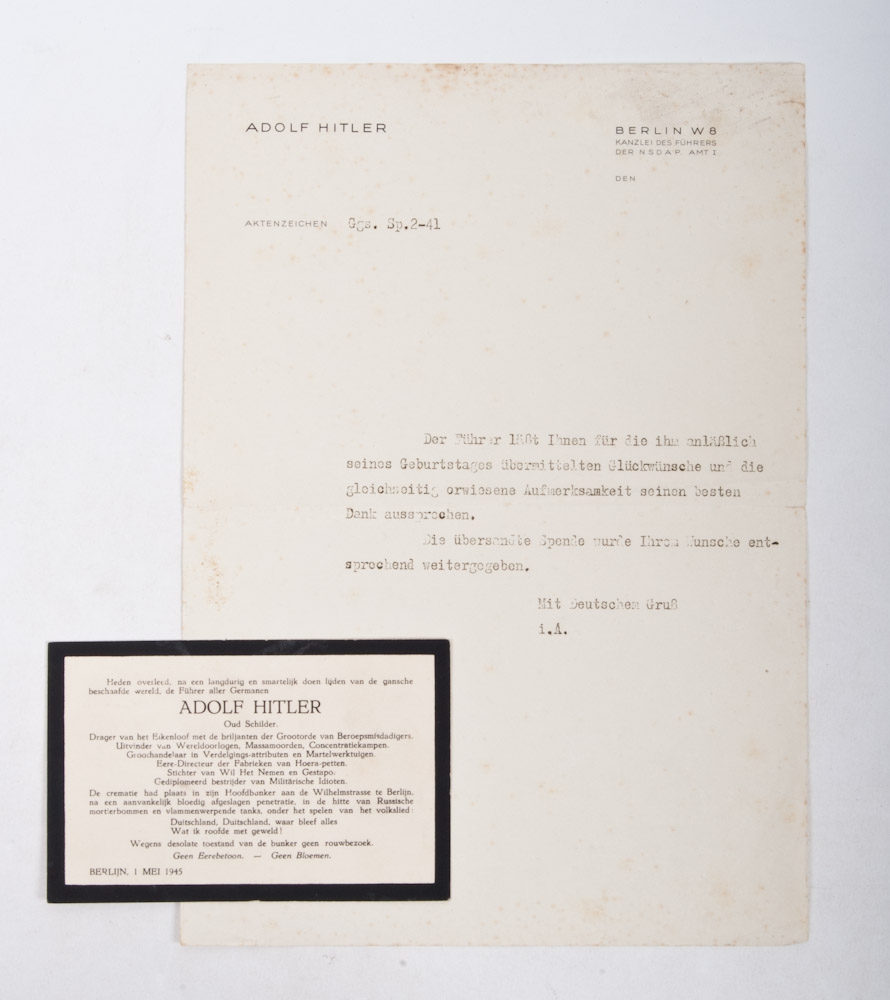 ADOLF HITLER
BERLIN W8
KANZLEI DES FÜHRERS
DER NSDAP. AMT I.
DEN
AKTENZEICHEN Ggs. Sp.2-41
Der Führer läßt Ihnen für die ihm anläßlich
seines Geburtstages übermittelten Glückwünsche und die
gleichzeitig erwiesene Aufmerksamkeit seinen besten
Dank aussprechen.
Die übersandte Spende wurde Ihrem Wunsche ent-
sprechend weitergegeben.
Mit Deutschem Gruß
i.A.
Heden overleed, na een langdurig en smartelijk doen lijden van de gansche
beschaafde wereld, de Führer aller Germanen
ADOLF HITLER
Oud Schilder.
Drager van het Eikenloof met de briljanten der Grootorde van Beroepsmisdadigers.
Uitvinder van Wereldoorlogen, Massamoorden, Concentratiekampen.
Groothandelaar in Verdelgings-attributen en Martelwerktuigen.
Eere-Directeur der Fabrieken van Hoera-petten.
Stichter van Wil Het Nemen en Gestapo.
Gediplomeerd bestrijder van Militärische Idioten.
De crematie had plaats in zijn Hoofdbunker aan de Wilhelmstrasse te Berlijn,
na een aanvankelijk bloedig afgeslagen penetratie, in de hitte van Russische
mortierbommen en vlammenwerpende tanks, onder het spelen van het volkslied:
Duitschland, Duitschland, waar bleef alles
Wat ik roofde met geweld!
Wegens desolate toestand van de bunker geen rouwbezoek.
Geen Eerebetoon. — Geen Bloemen.
BERLIJN, 1 MEI 1945